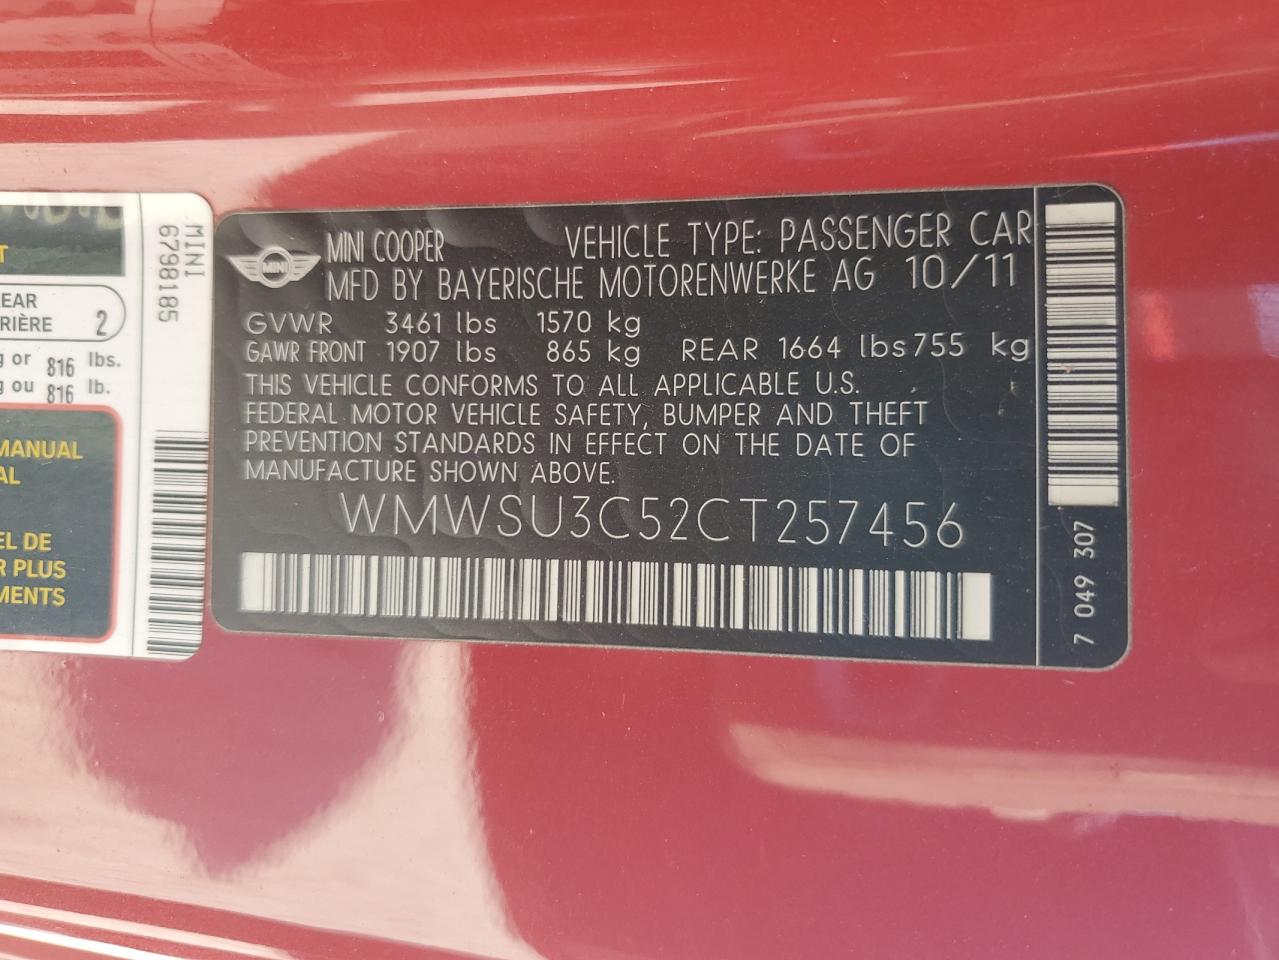 MINI
6798185
T
EAR
RIÈRE 2
g or 816 lbs.
g ou 816 lb.
MANUAL
AL
EL DE
R PLUS
MENTS
MINI
MINI COOPER VEHICLE TYPE: PASSENGER CAR
MFD BY BAYERISCHE MOTORENWERKE AG 10/11
GVWR 3461 lbs 1570 kg
GAWR FRONT 1907 lbs 865 kg REAR 1664 lbs 755 kg
THIS VEHICLE CONFORMS TO ALL APPLICABLE U.S.
FEDERAL MOTOR VEHICLE SAFETY, BUMPER AND THEFT
PREVENTION STANDARDS IN EFFECT ON THE DATE OF
MANUFACTURE SHOWN ABOVE.
WMWSU3C52CT257456
7 049 307